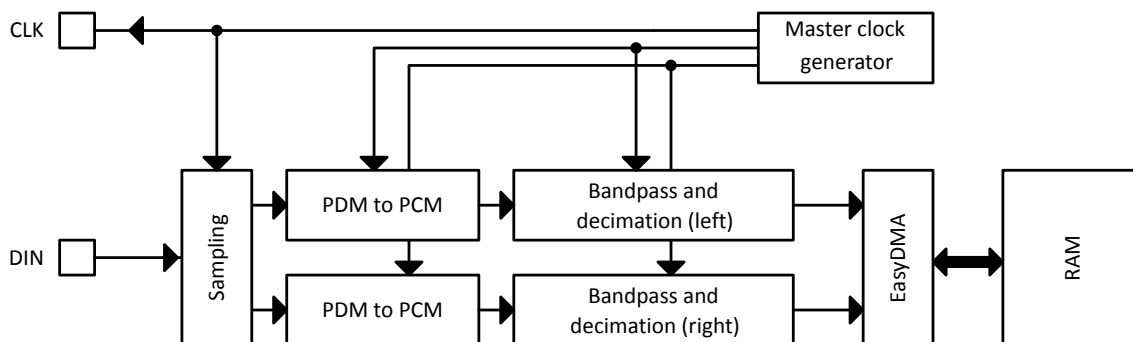 CLK
Master clock
generator
DIN
Sampling
PDM to PCM
Bandpass and
decimation (left)
PDM to PCM
Bandpass and
decimation (right)
EasyDMA
RAM